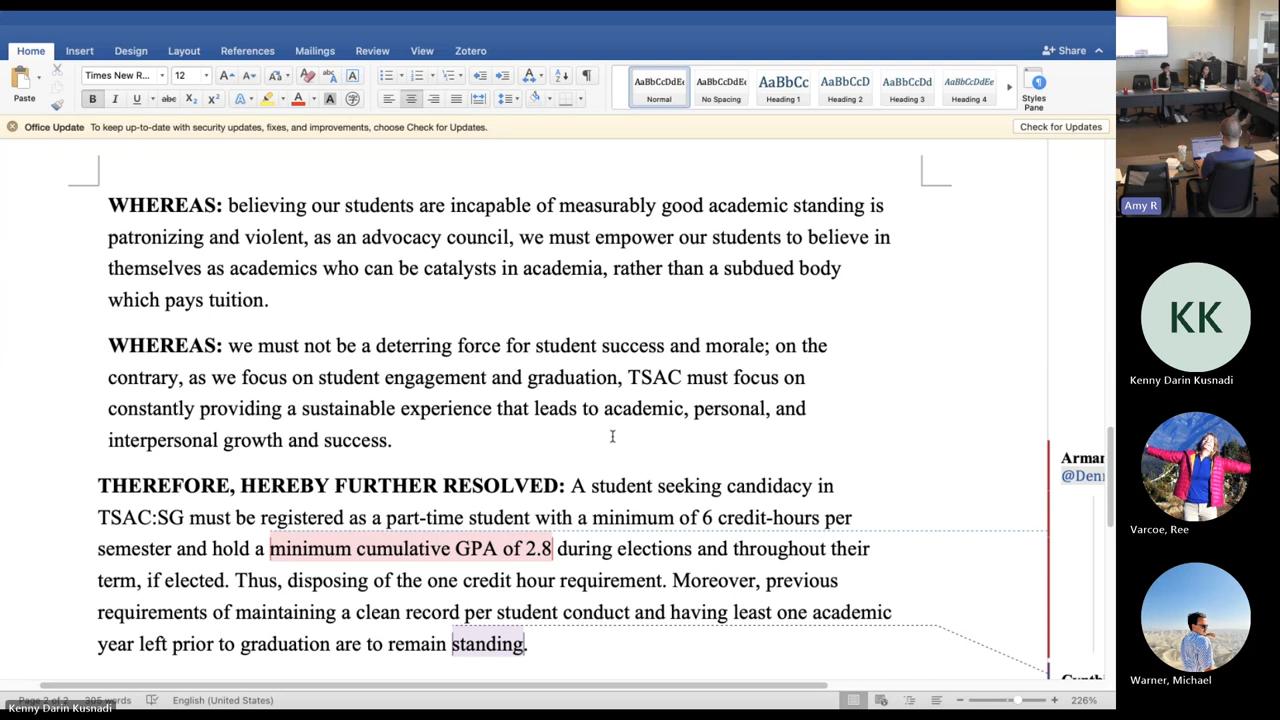 Home Insert Design Layout References Mailings Review View Zotero Share
Times New R... 12
Paste
AaBbCcDdEe AaBbCcDdEe AaBbCc AaBbCcD AaBbCcDd AaBbCcDdEe
Normal No Spacing Heading 1 Heading 2 Heading 3 Heading 4 Styles Pane
Office Update To keep up-to-date with security updates, fixes, and improvements, choose Check for Updates. Check for Updates
WHEREAS: believing our students are incapable of measurably good academic standing is
patronizing and violent, as an advocacy council, we must empower our students to believe in
themselves as academics who can be catalysts in academia, rather than a subdued body
which pays tuition.
WHEREAS: we must not be a deterring force for student success and morale; on the
contrary, as we focus on student engagement and graduation, TSAC must focus on
constantly providing a sustainable experience that leads to academic, personal, and
interpersonal growth and success.
THEREFORE, HEREBY FURTHER RESOLVED: A student seeking candidacy in
TSAC:SG must be registered as a part-time student with a minimum of 6 credit-hours per
semester and hold a minimum cumulative GPA of 2.8 during elections and throughout their
term, if elected. Thus, disposing of the one credit hour requirement. Moreover, previous
requirements of maintaining a clean record per student conduct and having least one academic
year left prior to graduation are to remain standing.
Arman
@Denn
Page 2 of 2 305 words English (United States) 226%
Kenny Darin Kusnadi
Amy R
KK
Kenny Darin Kusnadi
Varcoe, Ree
Warner, Michael